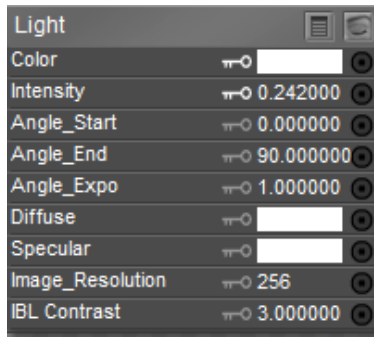 Light
Color
Intensity 0.242000
Angle_Start 0.000000
Angle_End 90.000000
Angle_Expo 1.000000
Diffuse
Specular
Image_Resolution 256
IBL Contrast 3.000000